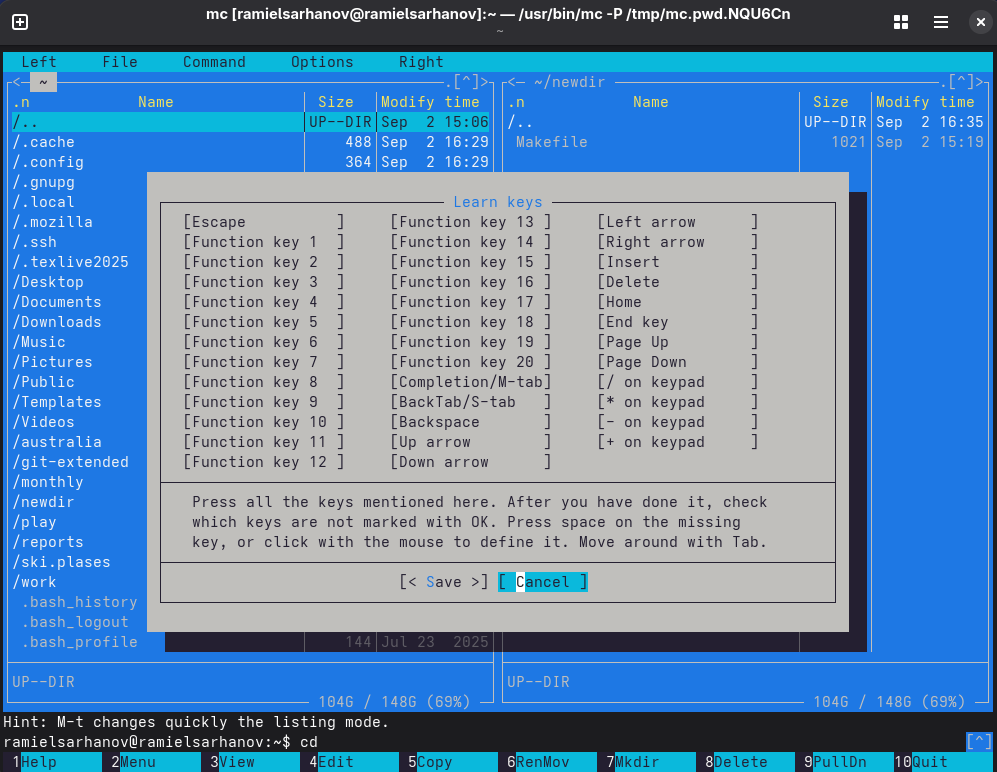 mc [ramielsarhanov@ramielsarhanov]:~ — /usr/bin/mc -P /tmp/mc.pwd.NQU6Cn
~
Left File Command Options Right
<─ ~ .[^]> <─ ~/newdir .[^]>
.n Name Size Modify time .n Name Size Modify time
/.. UP--DIR Sep 2 15:06 /.. UP--DIR Sep 2 16:35
/.cache 488 Sep 2 16:29 Makefile 1021 Sep 2 15:19
/.config 364 Sep 2 16:29
/.gnupg
/.local Learn keys
/.mozilla [Escape ] [Function key 13 ] [Left arrow ]
/.ssh [Function key 1 ] [Function key 14 ] [Right arrow ]
/.texlive2025 [Function key 2 ] [Function key 15 ] [Insert ]
/Desktop [Function key 3 ] [Function key 16 ] [Delete ]
/Documents [Function key 4 ] [Function key 17 ] [Home ]
/Downloads [Function key 5 ] [Function key 18 ] [End key ]
/Music [Function key 6 ] [Function key 19 ] [Page Up ]
/Pictures [Function key 7 ] [Function key 20 ] [Page Down ]
/Public [Function key 8 ] [Completion/M-tab] [/ on keypad ]
/Templates [Function key 9 ] [BackTab/S-tab ] [* on keypad ]
/Videos [Function key 10 ] [Backspace ] [- on keypad ]
/australia [Function key 11 ] [Up arrow ] [+ on keypad ]
/git-extended [Function key 12 ] [Down arrow ]
/monthly
/newdir Press all the keys mentioned here. After you have done it, check
/play which keys are not marked with OK. Press space on the missing
/reports key, or click with the mouse to define it. Move around with Tab.
/ski.plases
/work [< Save >] [ Cancel ]
.bash_history
.bash_logout
.bash_profile 144 Jul 23 2025
UP--DIR UP--DIR
104G / 148G (69%) 104G / 148G (69%)
Hint: M-t changes quickly the listing mode.
ramielsarhanov@ramielsarhanov:~$ cd [^]
1Help 2Menu 3View 4Edit 5Copy 6RenMov 7Mkdir 8Delete 9PullDn 10Quit